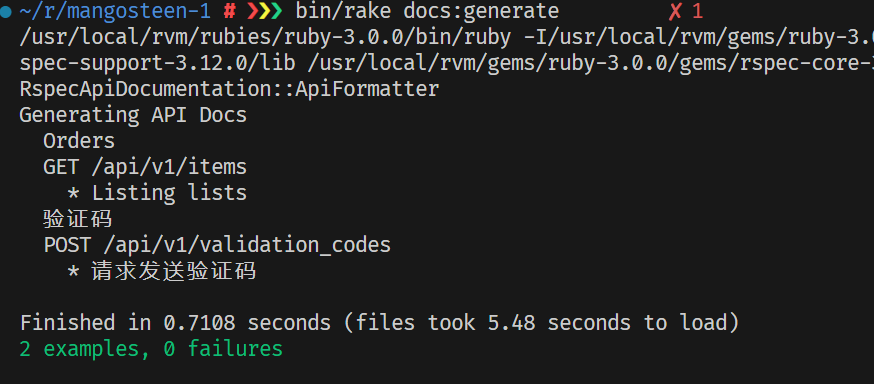 ~/r/mangosteen-1 # ❯❯❯ bin/rake docs:generate ✗ 1
/usr/local/rvm/rubies/ruby-3.0.0/bin/ruby -I/usr/local/rvm/gems/ruby-3.0
spec-support-3.12.0/lib /usr/local/rvm/gems/ruby-3.0.0/gems/rspec-core-
RspecApiDocumentation::ApiFormatter
Generating API Docs
Orders
GET /api/v1/items
* Listing lists
验证码
POST /api/v1/validation_codes
* 请求发送验证码
Finished in 0.7108 seconds (files took 5.48 seconds to load)
2 examples, 0 failures